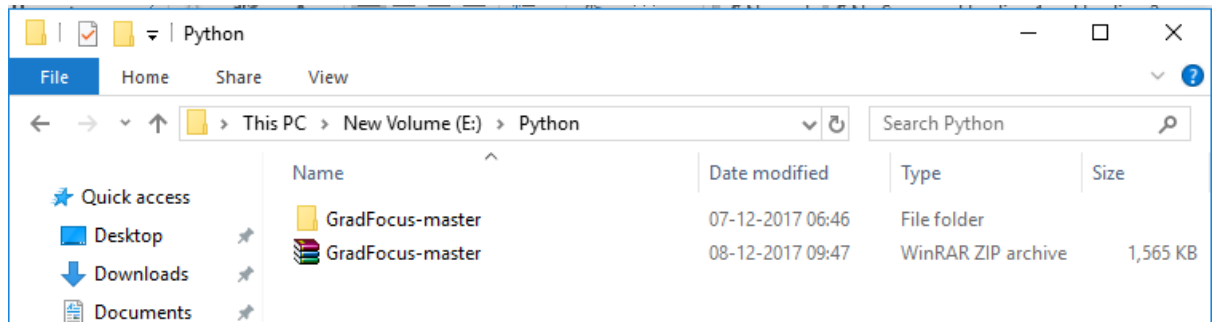 Python
File Home Share View
This PC > New Volume (E:) > Python Search Python
Name Date modified Type Size
Quick access
GradFocus-master 07-12-2017 06:46 File folder
Desktop
GradFocus-master 08-12-2017 09:47 WinRAR ZIP archive 1,565 KB
Downloads
Documents